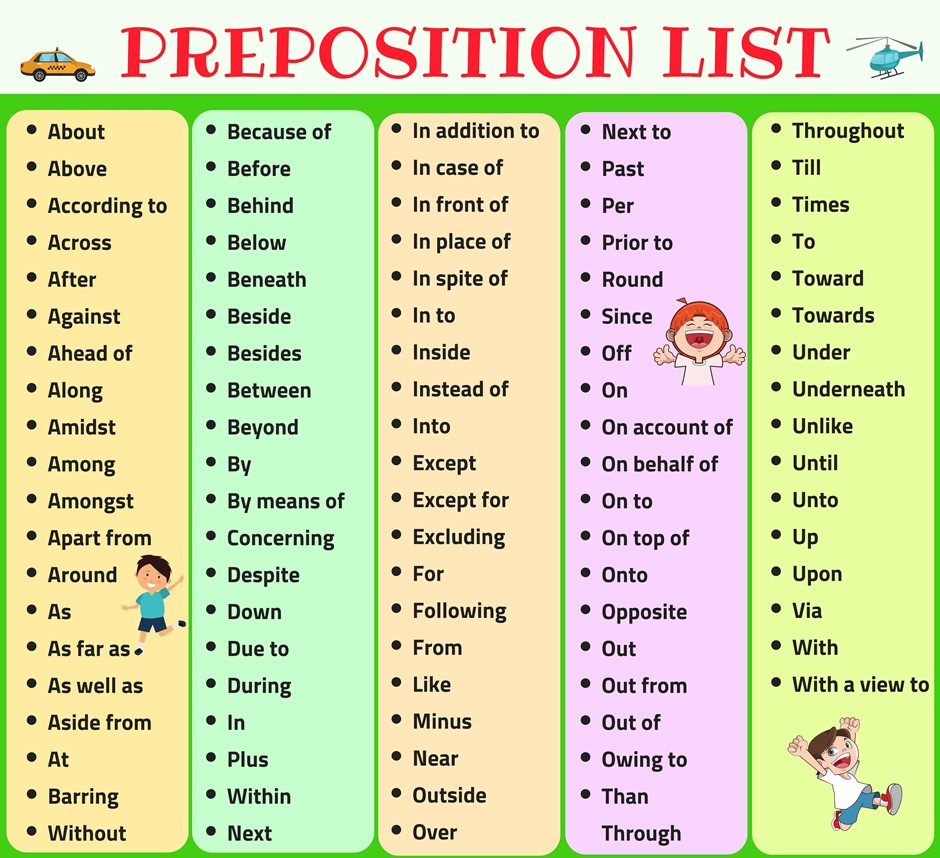 PREPOSITION LIST
• About
• Above
• According to
• Across
• After
• Against
• Ahead of
• Along
• Amidst
• Among
• Amongst
• Apart from
• Around
• As
• As far as
• As well as
• Aside from
• At
• Barring
• Without
• Because of
• Before
• Behind
• Below
• Beneath
• Beside
• Besides
• Between
• Beyond
• By
• By means of
• Concerning
• Despite
• Down
• Due to
• During
• In
• Plus
• Within
• Next
• In addition to
• In case of
• In front of
• In place of
• In spite of
• In to
• Inside
• Instead of
• Into
• Except
• Except for
• Excluding
• For
• Following
• From
• Like
• Minus
• Near
• Outside
• Over
• Next to
• Past
• Per
• Prior to
• Round
• Since
• Off
• On
• On account of
• On behalf of
• On to
• On top of
• Onto
• Opposite
• Out
• Out from
• Out of
• Owing to
• Than
Through
• Throughout
• Till
• Times
• To
• Toward
• Towards
• Under
• Underneath
• Unlike
• Until
• Unto
• Up
• Upon
• Via
• With
• With a view to